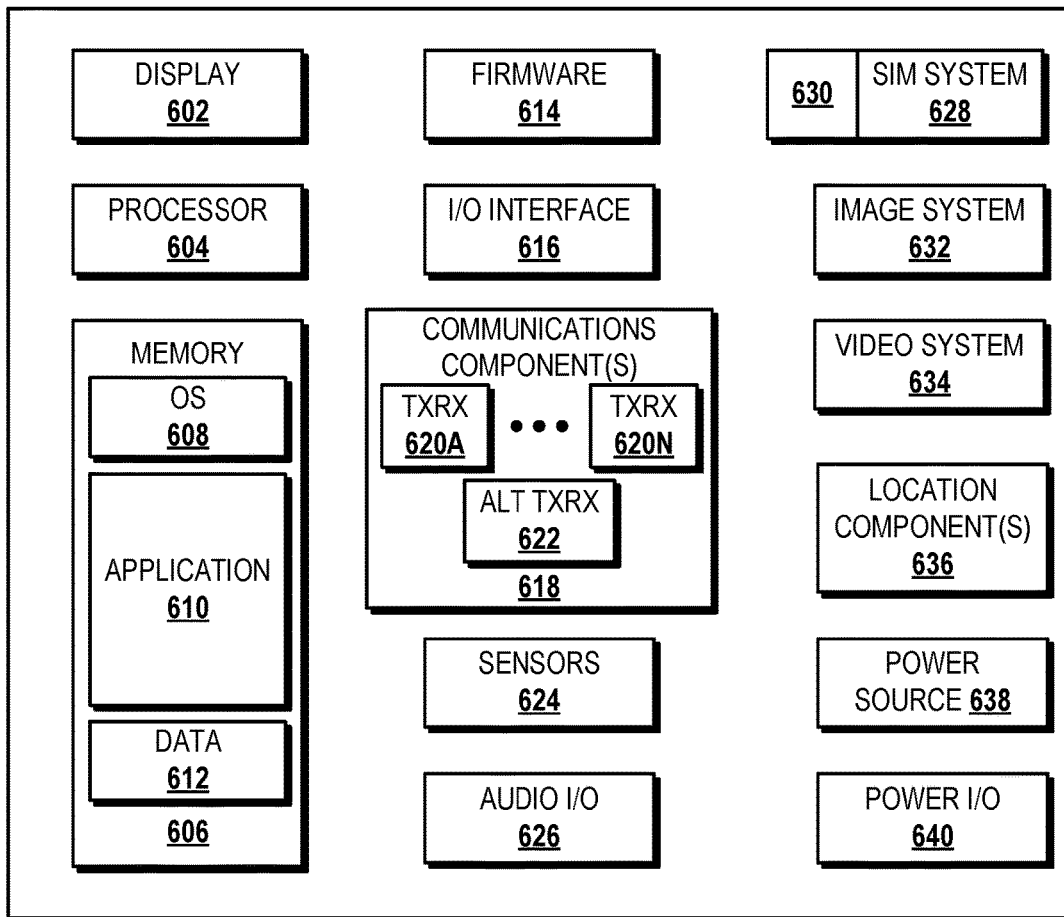 DISPLAY
602
PROCESSOR
604
MEMORY
OS
608
APPLICATION
610
DATA
612
606
FIRMWARE
614
I/O INTERFACE
616
COMMUNICATIONS
COMPONENT(S)
TXRX
620A
TXRX
620N
ALT TXRX
622
618
SENSORS
624
AUDIO I/O
626
630
SIM SYSTEM
628
IMAGE SYSTEM
632
VIDEO SYSTEM
634
LOCATION
COMPONENT(S)
636
POWER
SOURCE 638
POWER I/O
640